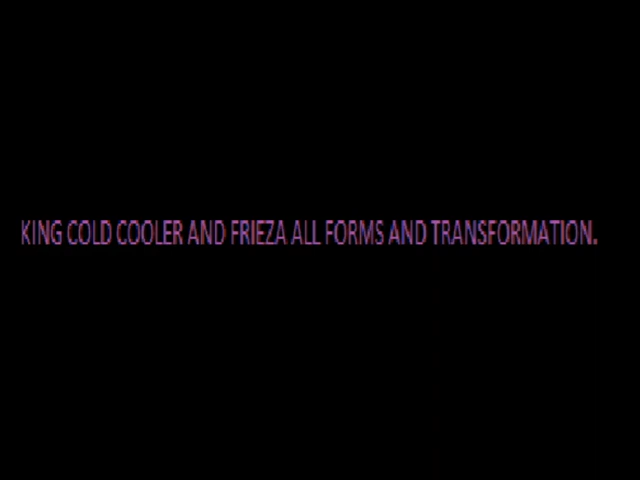 KING COLD COOLER AND FRIEZA ALL FORMS AND TRANSFORMATION.